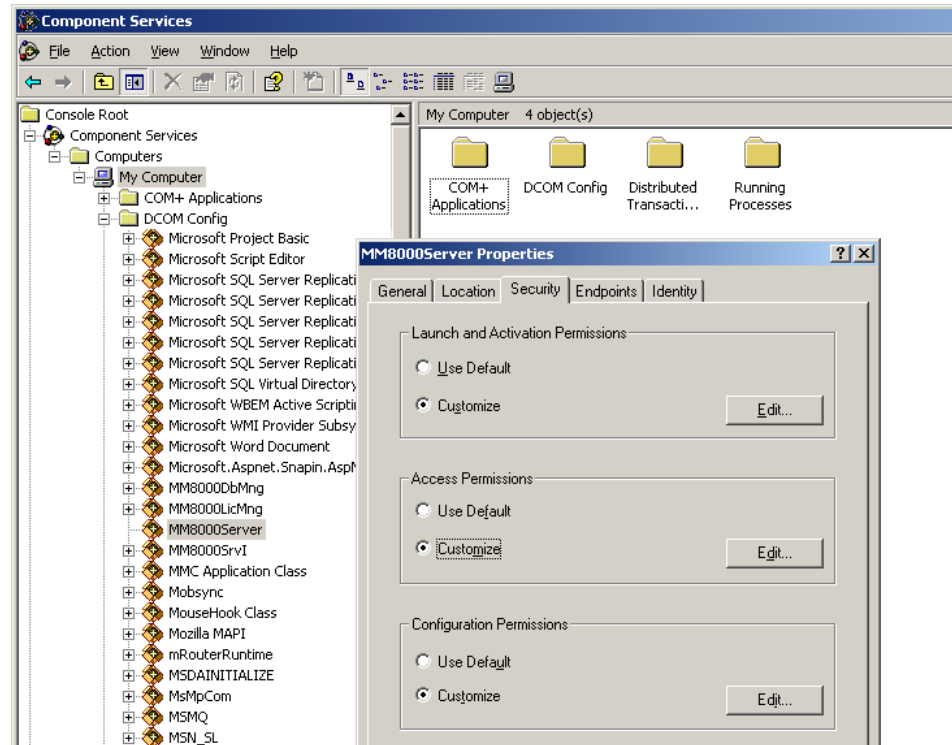 Component Services
File Action View Window Help
Console Root
Component Services
Computers
My Computer
COM+ Applications
DCOM Config
Microsoft Project Basic
Microsoft Script Editor
Microsoft SQL Server Replicati
Microsoft SQL Server Replicati
Microsoft SQL Server Replicati
Microsoft SQL Server Replicati
Microsoft SQL Server Replicati
Microsoft SQL Virtual Directory
Microsoft WBEM Active Scriptin
Microsoft WMI Provider Subsy
Microsoft Word Document
Microsoft.Aspnet.Snapin.AspN
MM8000DbMng
MM8000LicMng
MM8000Server
MM8000SrvI
MMC Application Class
Mobsync
MouseHook Class
Mozilla MAPI
mRouterRuntime
MSDAINITIALIZE
MsMpCom
MSMQ
MSN_SL
My Computer 4 object(s)
COM+ Applications
DCOM Config
Distributed Transacti...
Running Processes
MM8000Server Properties
General Location Security Endpoints Identity
Launch and Activation Permissions
Use Default
Customize
Edit...
Access Permissions
Use Default
Customize
Edit...
Configuration Permissions
Use Default
Customize
Edit...